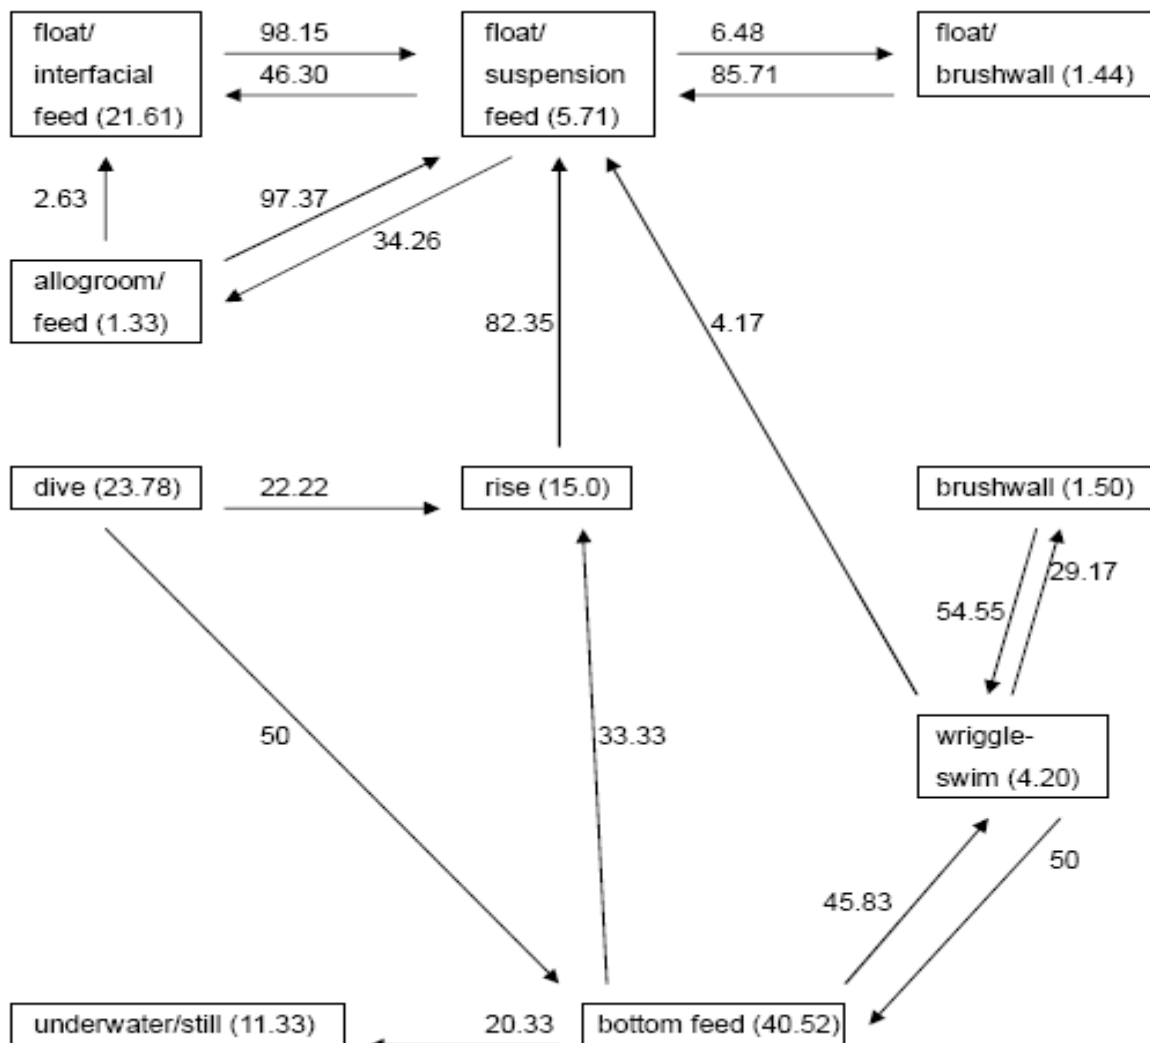 float/
interfacial
feed (21.61)
98.15
46.30
float/
suspension
feed (5.71)
6.48
85.71
float/
brushwall (1.44)
2.63
97.37
34.26
allogroom/
feed (1.33)
82.35
4.17
dive (23.78)
22.22
rise (15.0)
brushwall (1.50)
54.55
29.17
50
33.33
wriggle-
swim (4.20)
45.83
50
underwater/still (11.33)
20.33
bottom feed (40.52)